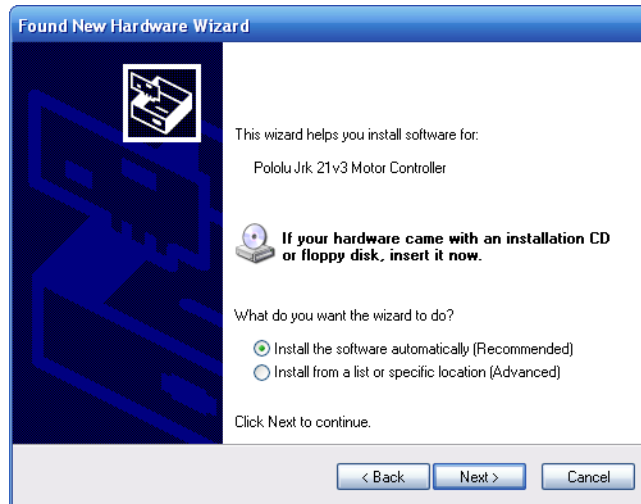 Found New Hardware Wizard
This wizard helps you install software for:
Pololu Jrk 21v3 Motor Controller
If your hardware came with an installation CD
or floppy disk, insert it now.
What do you want the wizard to do?
Install the software automatically (Recommended)
Install from a list or specific location (Advanced)
Click Next to continue.
< Back Next > Cancel